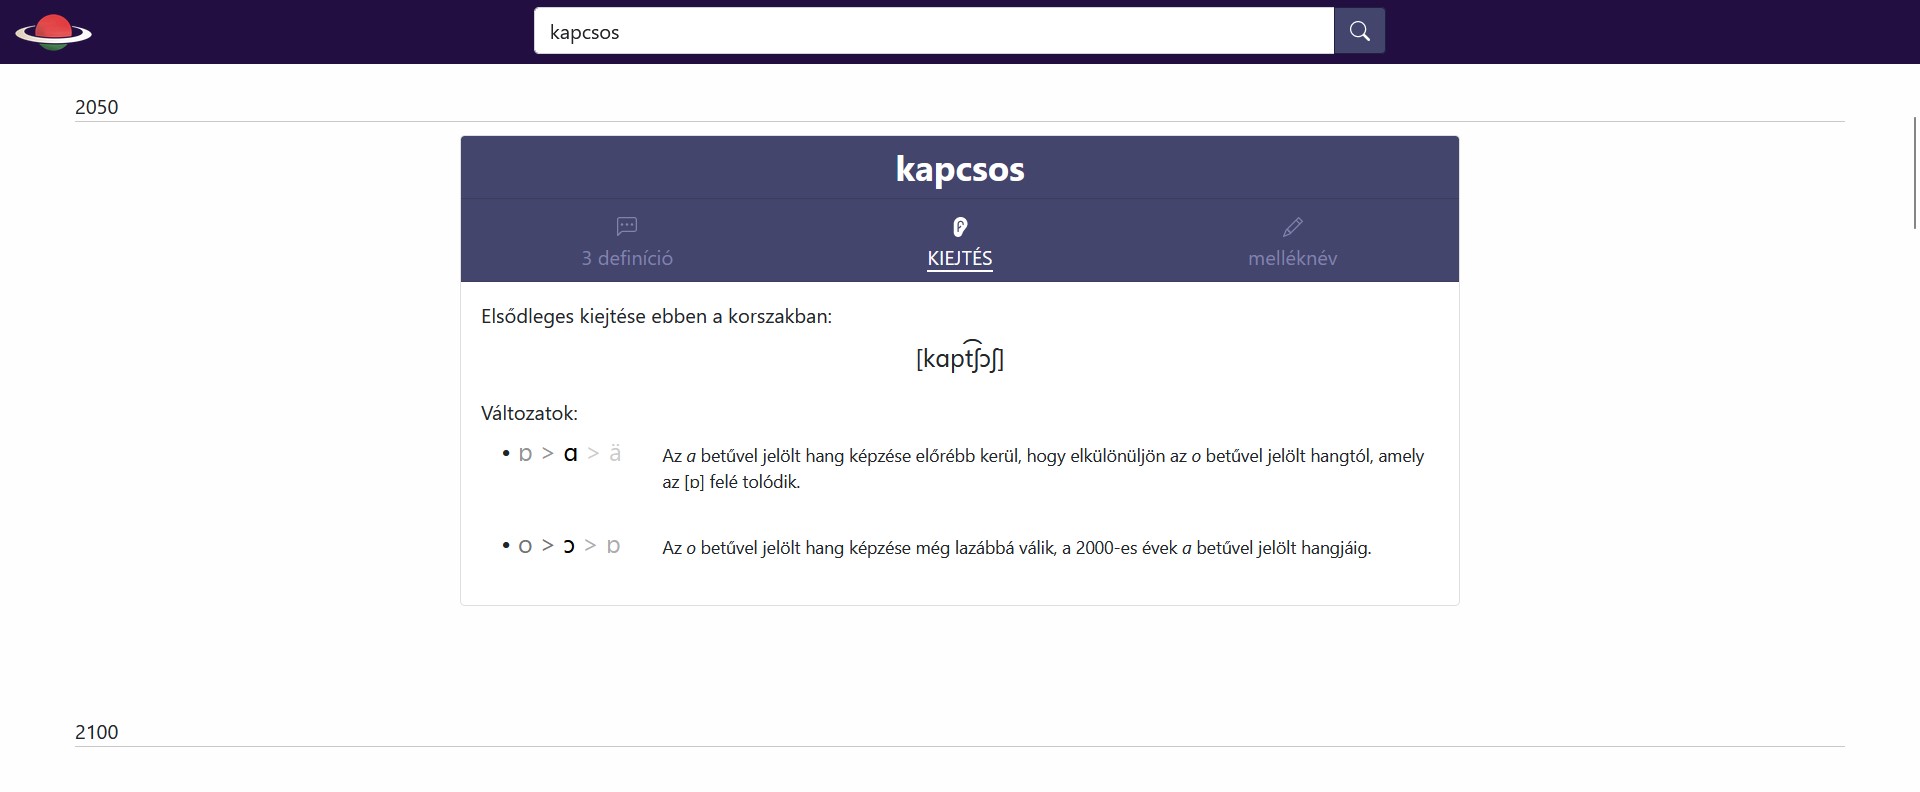 kapcsos
2050
kapcsos
3 definíció
KIEJTÉS
melléknév
Elsődleges kiejtése ebben a korszakban:
[kɑpt͡ʃɔʃ]
Változatok:
• ɒ > ɑ > ä
Az a betűvel jelölt hang képzése előrébb kerül, hogy elkülönüljön az o betűvel jelölt hangtól, amely
az [ɒ] felé tolódik.
• o > ɔ > ɒ
Az o betűvel jelölt hang képzése még lazábbá válik, a 2000-es évek a betűvel jelölt hangjáig.
2100